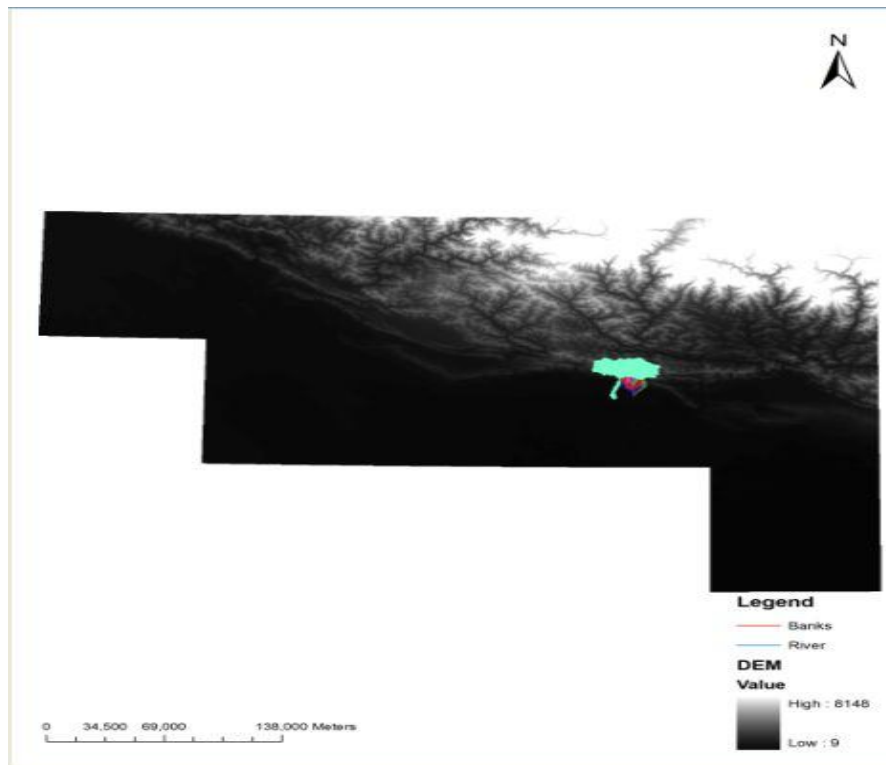 N
Legend
Banks
River
DEM
Value
High : 8148
Low : 9
0 34,500 69,000 138,000 Meters